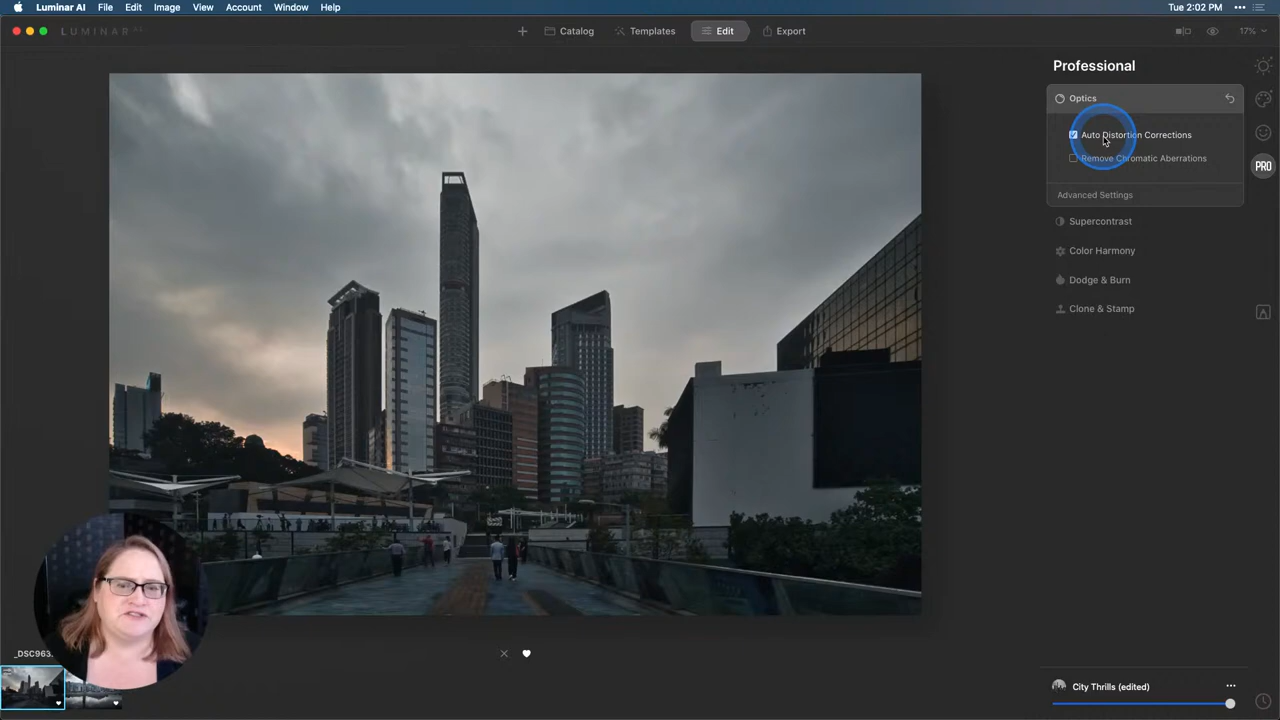 Luminar AI File Edit Image View Account Window Help Tue 2:02 PM
LUMINAR AI Catalog Templates Edit Export 17%
Professional
Optics
Auto Distortion Corrections
Remove Chromatic Aberrations
PRO
Advanced Settings
Supercontrast
Color Harmony
Dodge & Burn
Clone & Stamp
_DSC963
City Thrills (edited)